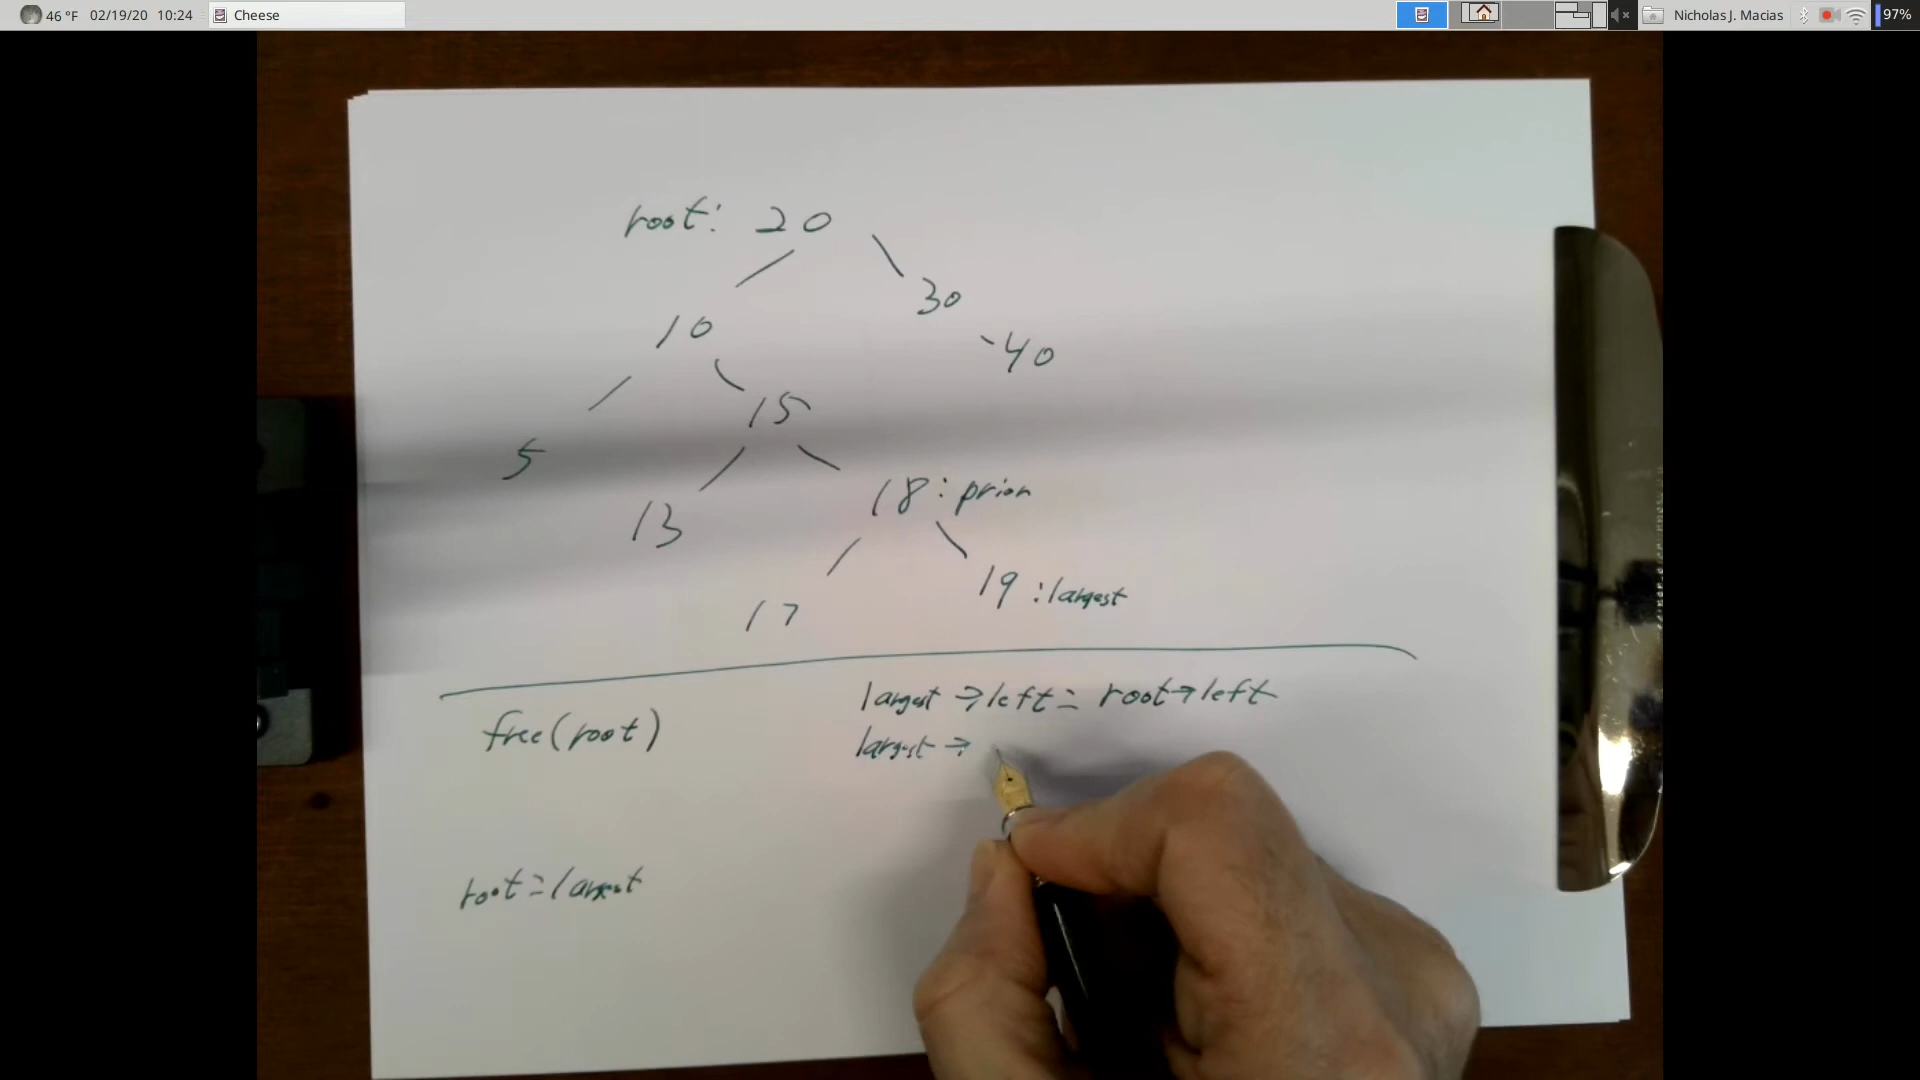 46 °F 02/19/20 10:24 Cheese Nicholas J. Macias 97%
root: 20
30
10
40
15
5
18: prior
13
19: largest
17
largest → left = root → left
free(root)
largest →
root = largest